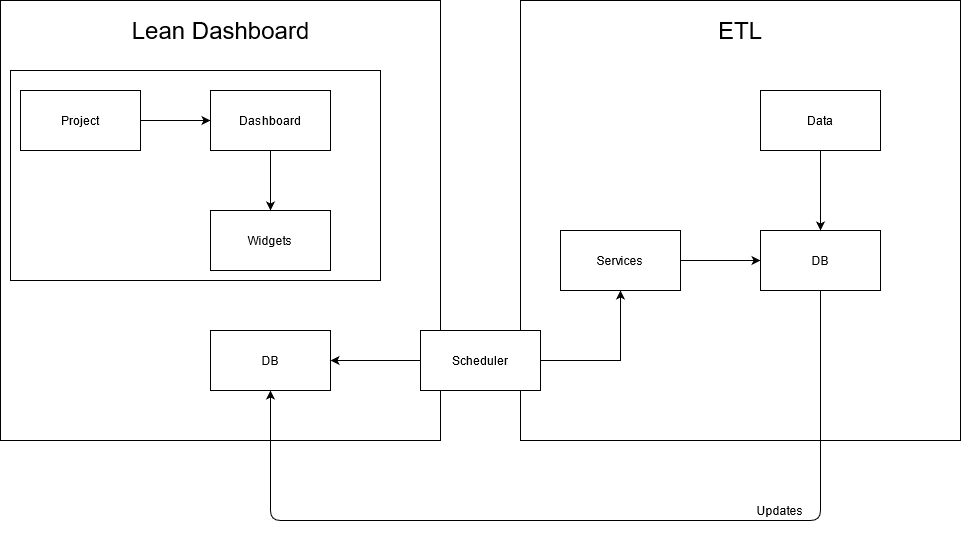 Lean Dashboard
ETL
Project
Dashboard
Data
Widgets
Services
DB
DB
Scheduler
Updates